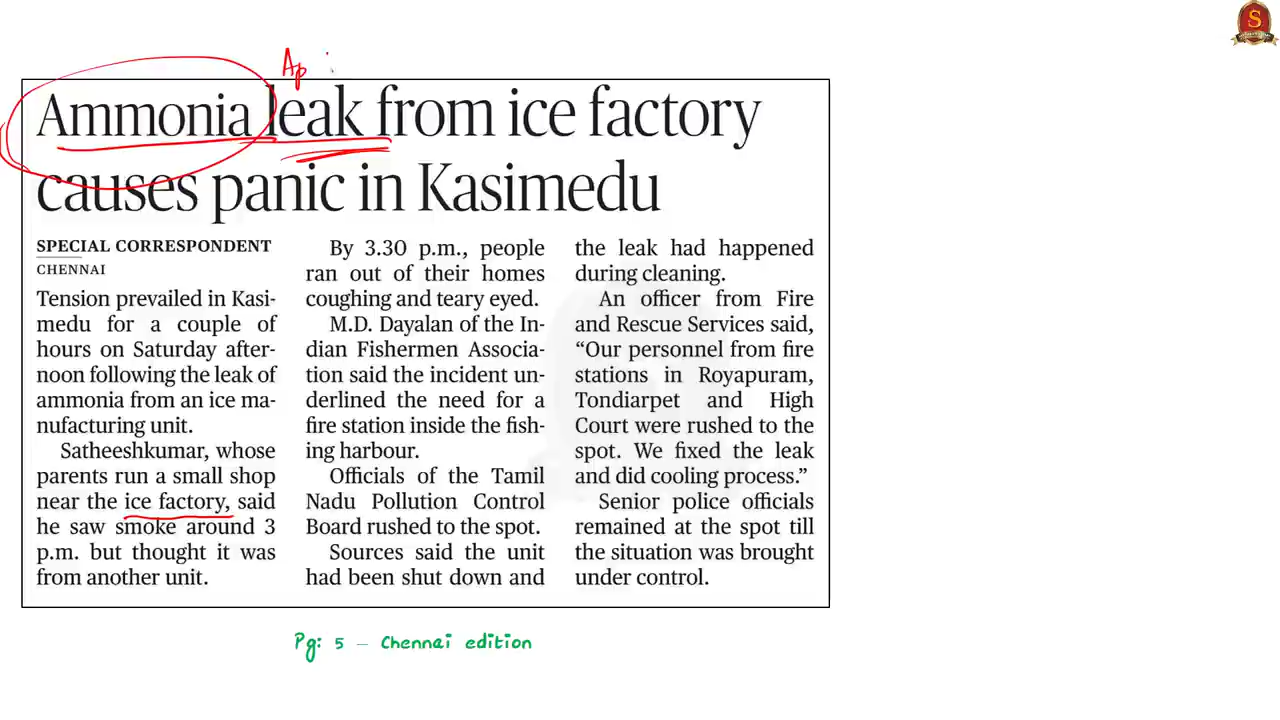 Ap :
Ammonia leak from ice factory
causes panic in Kasimedu
SPECIAL CORRESPONDENT
CHENNAI
Tension prevailed in Kasi-
medu for a couple of
hours on Saturday after-
noon following the leak of
ammonia from an ice ma-
nufacturing unit.
Satheeshkumar, whose
parents run a small shop
near the ice factory, said
he saw smoke around 3
p.m. but thought it was
from another unit.
By 3.30 p.m., people
ran out of their homes
coughing and teary eyed.
M.D. Dayalan of the In-
dian Fishermen Associa-
tion said the incident un-
derlined the need for a
fire station inside the fish-
ing harbour.
Officials of the Tamil
Nadu Pollution Control
Board rushed to the spot.
Sources said the unit
had been shut down and
the leak had happened
during cleaning.
An officer from Fire
and Rescue Services said,
“Our personnel from fire
stations in Royapuram,
Tondiarpet and High
Court were rushed to the
spot. We fixed the leak
and did cooling process.”
Senior police officials
remained at the spot till
the situation was brought
under control.
Pg: 5 – Chennai edition
S